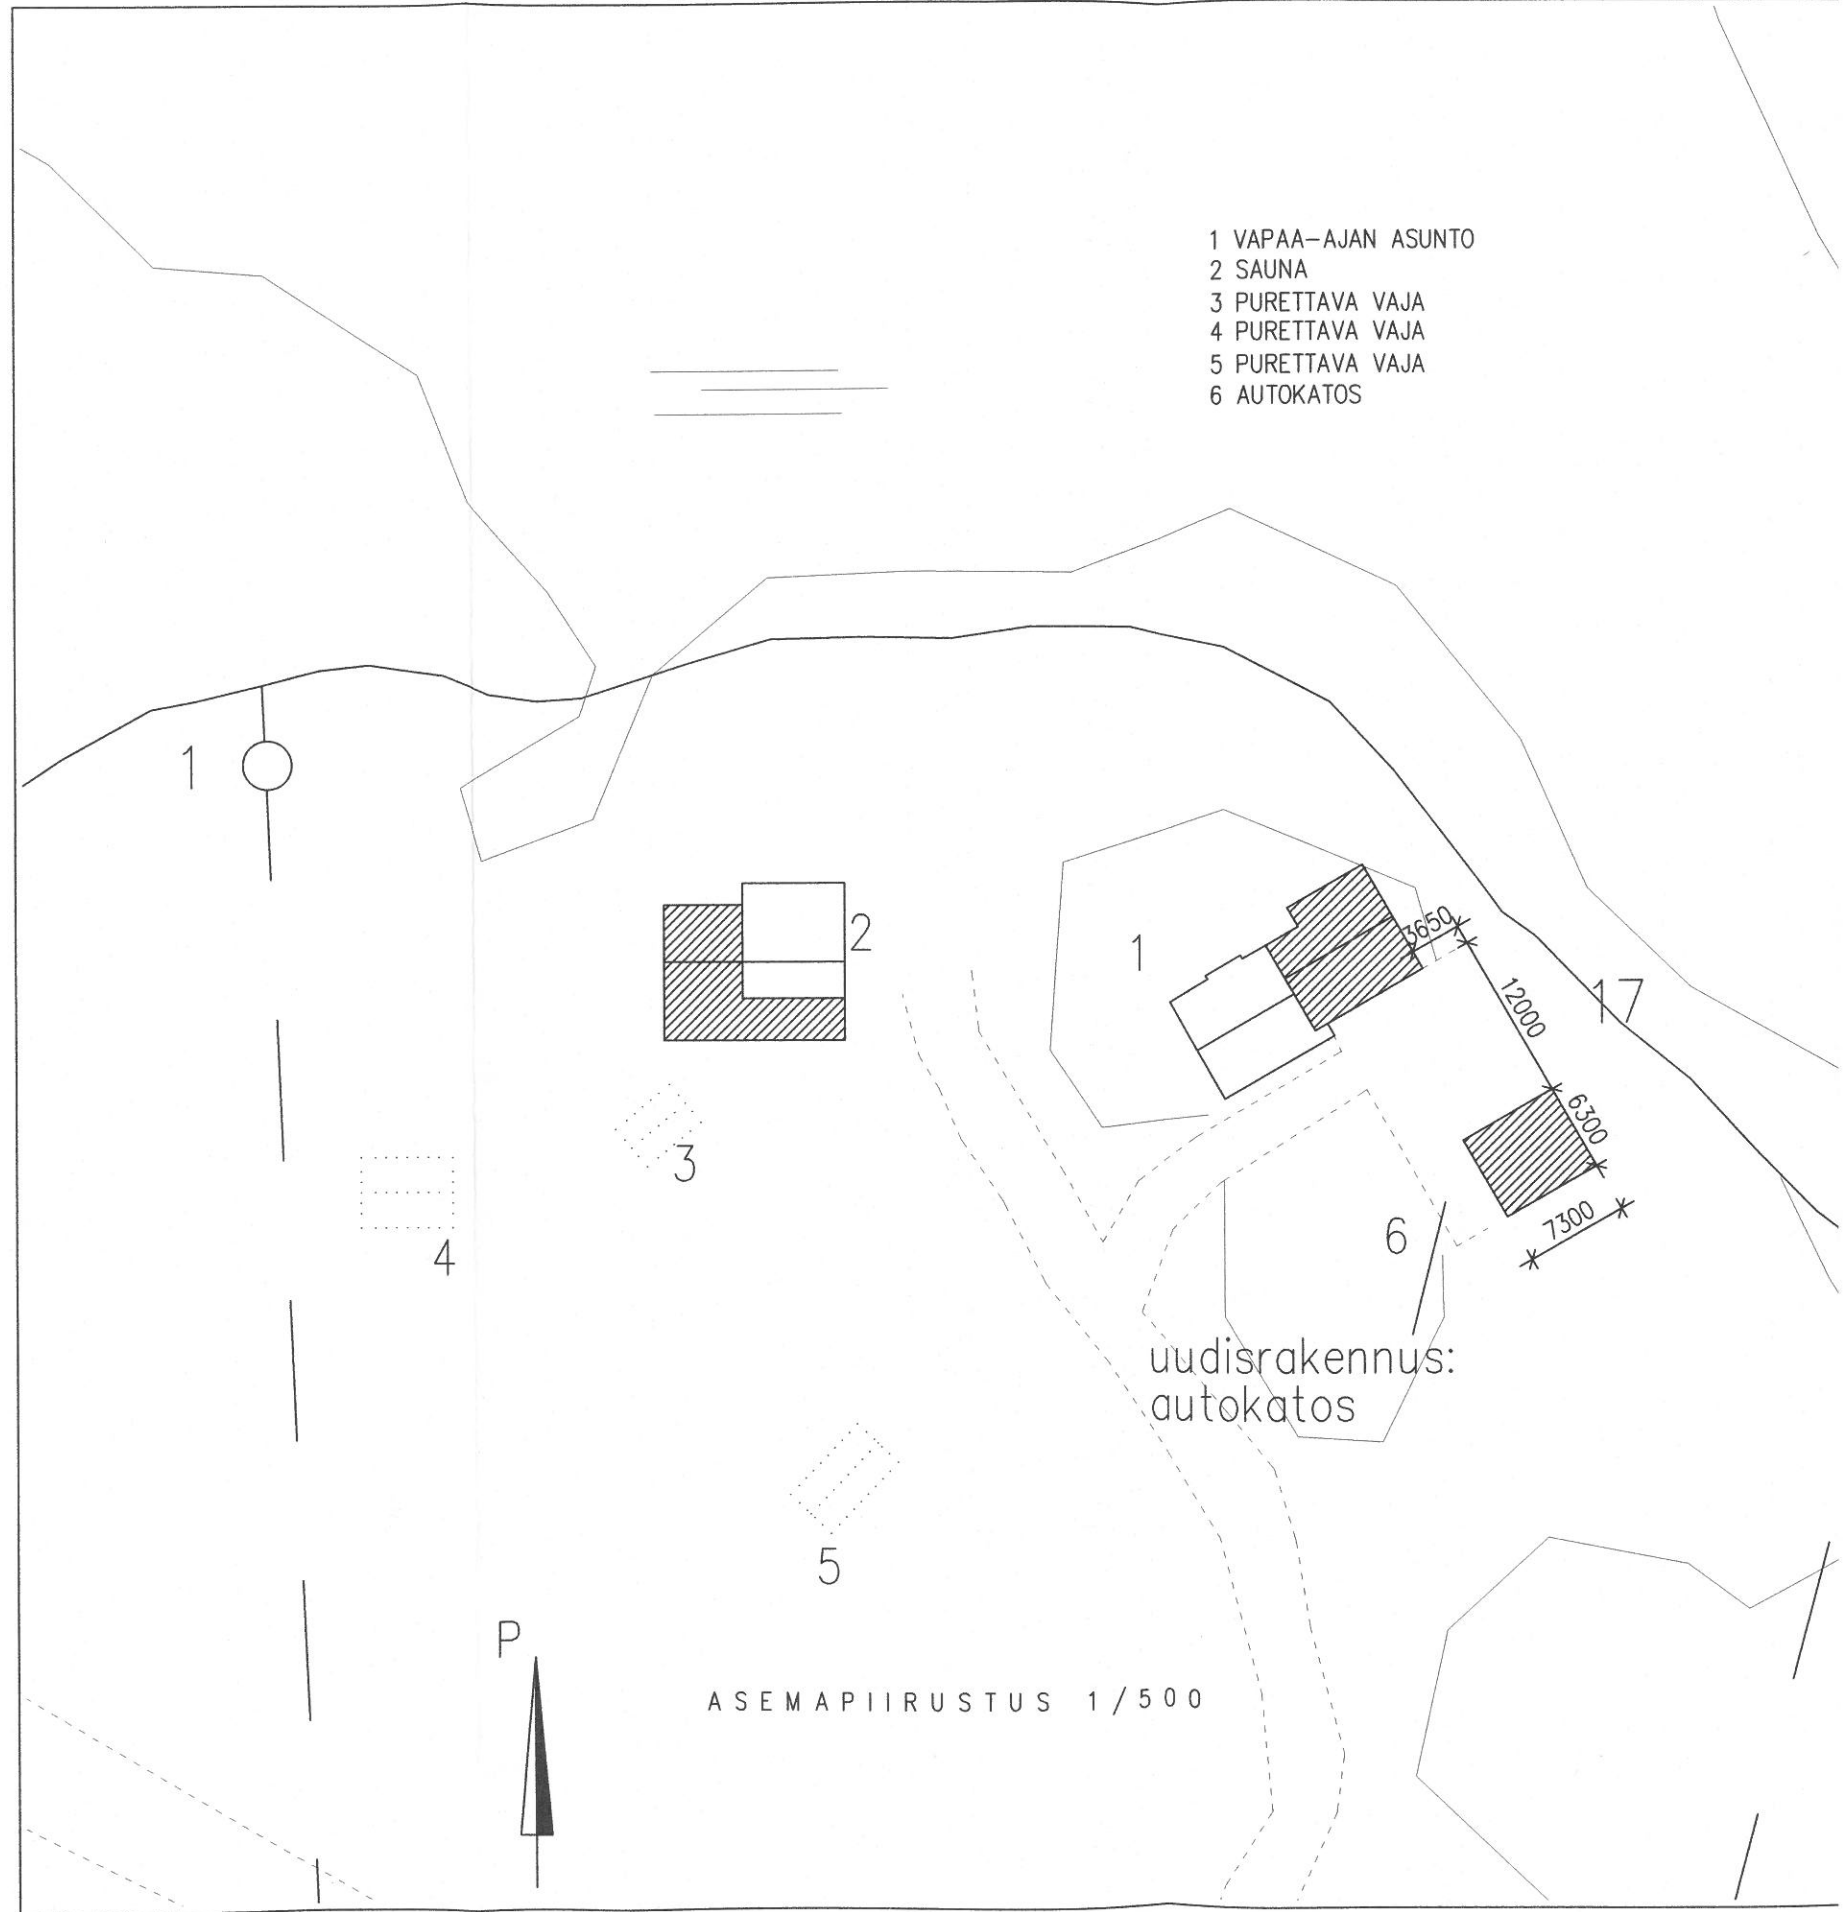 1 VAPAA-AJAN ASUNTO
2 SAUNA
3 PURETTAVA VAJA
4 PURETTAVA VAJA
5 PURETTAVA VAJA
6 AUTOKATOS
1
2
1
3650
12000
17
6300
3
4
6
7300
uudisrakennus:
autokatos
5
P
ASEMAPIIRUSTUS 1/500